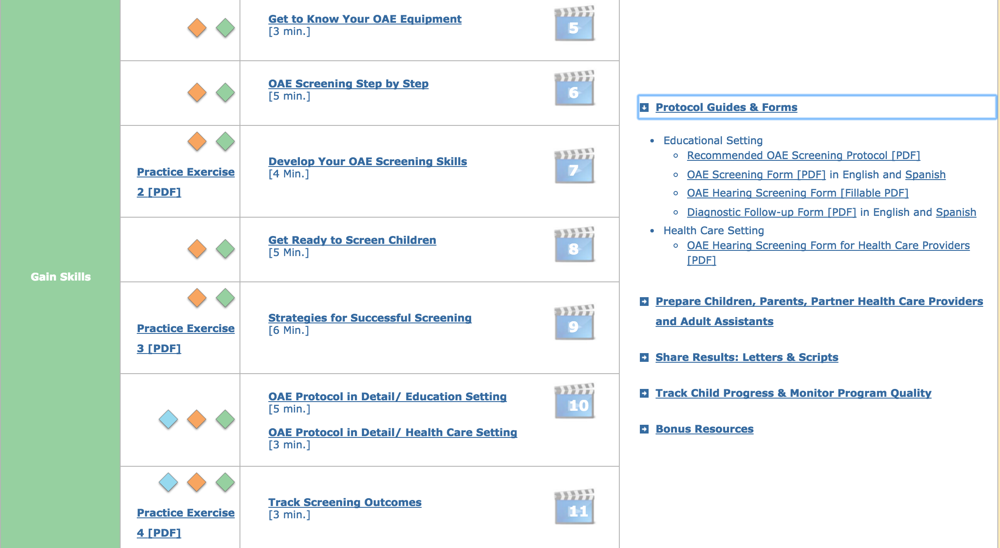 Gain Skills
Get to Know Your OAE Equipment
[3 min.]
5
OAE Screening Step by Step
[5 min.]
6
Practice Exercise
2 [PDF]
Develop Your OAE Screening Skills
[4 Min.]
7
Get Ready to Screen Children
[5 Min.]
8
Practice Exercise
3 [PDF]
Strategies for Successful Screening
[6 Min.]
9
OAE Protocol in Detail/ Education Setting
[5 min.]
10
OAE Protocol in Detail/ Health Care Setting
[3 min.]
Practice Exercise
4 [PDF]
Track Screening Outcomes
[3 min.]
11
Protocol Guides & Forms
Educational Setting
Recommended OAE Screening Protocol [PDF]
OAE Screening Form [PDF] in English and Spanish
OAE Hearing Screening Form [Fillable PDF]
Diagnostic Follow-up Form [PDF] in English and Spanish
Health Care Setting
OAE Hearing Screening Form for Health Care Providers
[PDF]
Prepare Children, Parents, Partner Health Care Providers
and Adult Assistants
Share Results: Letters & Scripts
Track Child Progress & Monitor Program Quality
Bonus Resources